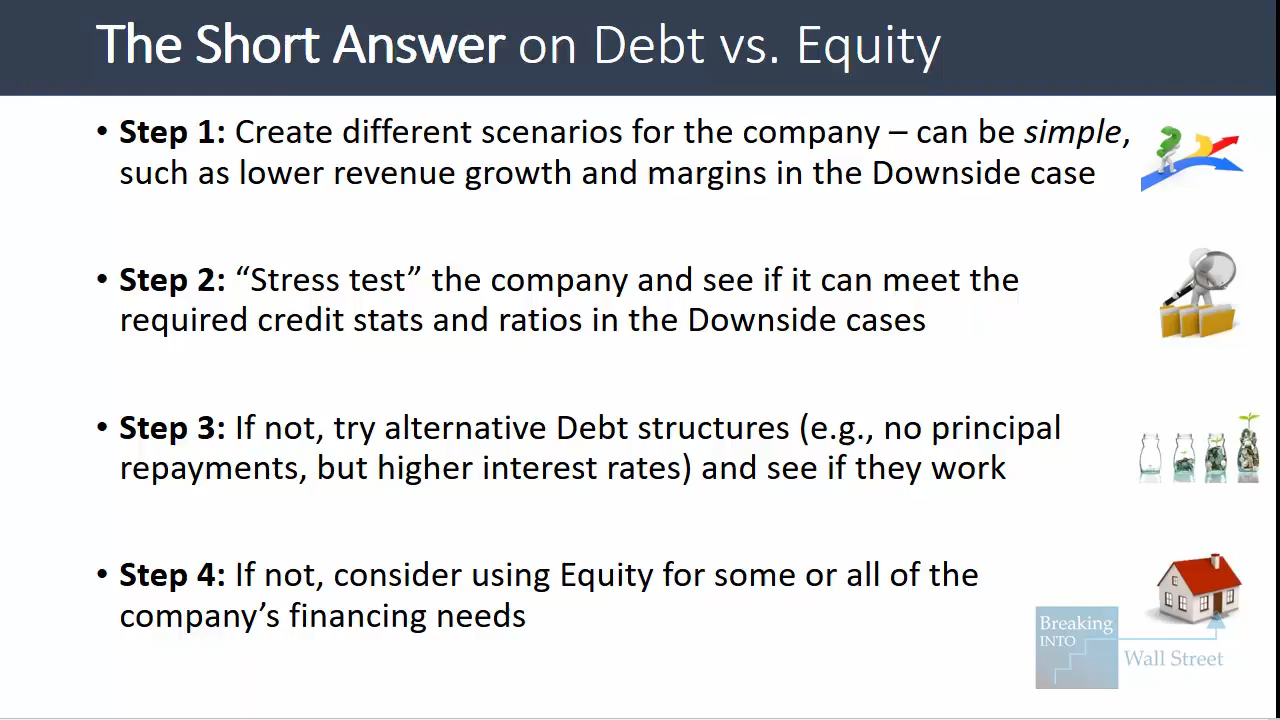 The Short Answer on Debt vs. Equity
• Step 1: Create different scenarios for the company – can be simple,
such as lower revenue growth and margins in the Downside case
• Step 2: “Stress test” the company and see if it can meet the
required credit stats and ratios in the Downside cases
• Step 3: If not, try alternative Debt structures (e.g., no principal
repayments, but higher interest rates) and see if they work
• Step 4: If not, consider using Equity for some or all of the
company’s financing needs
Breaking
INTO
Wall Street